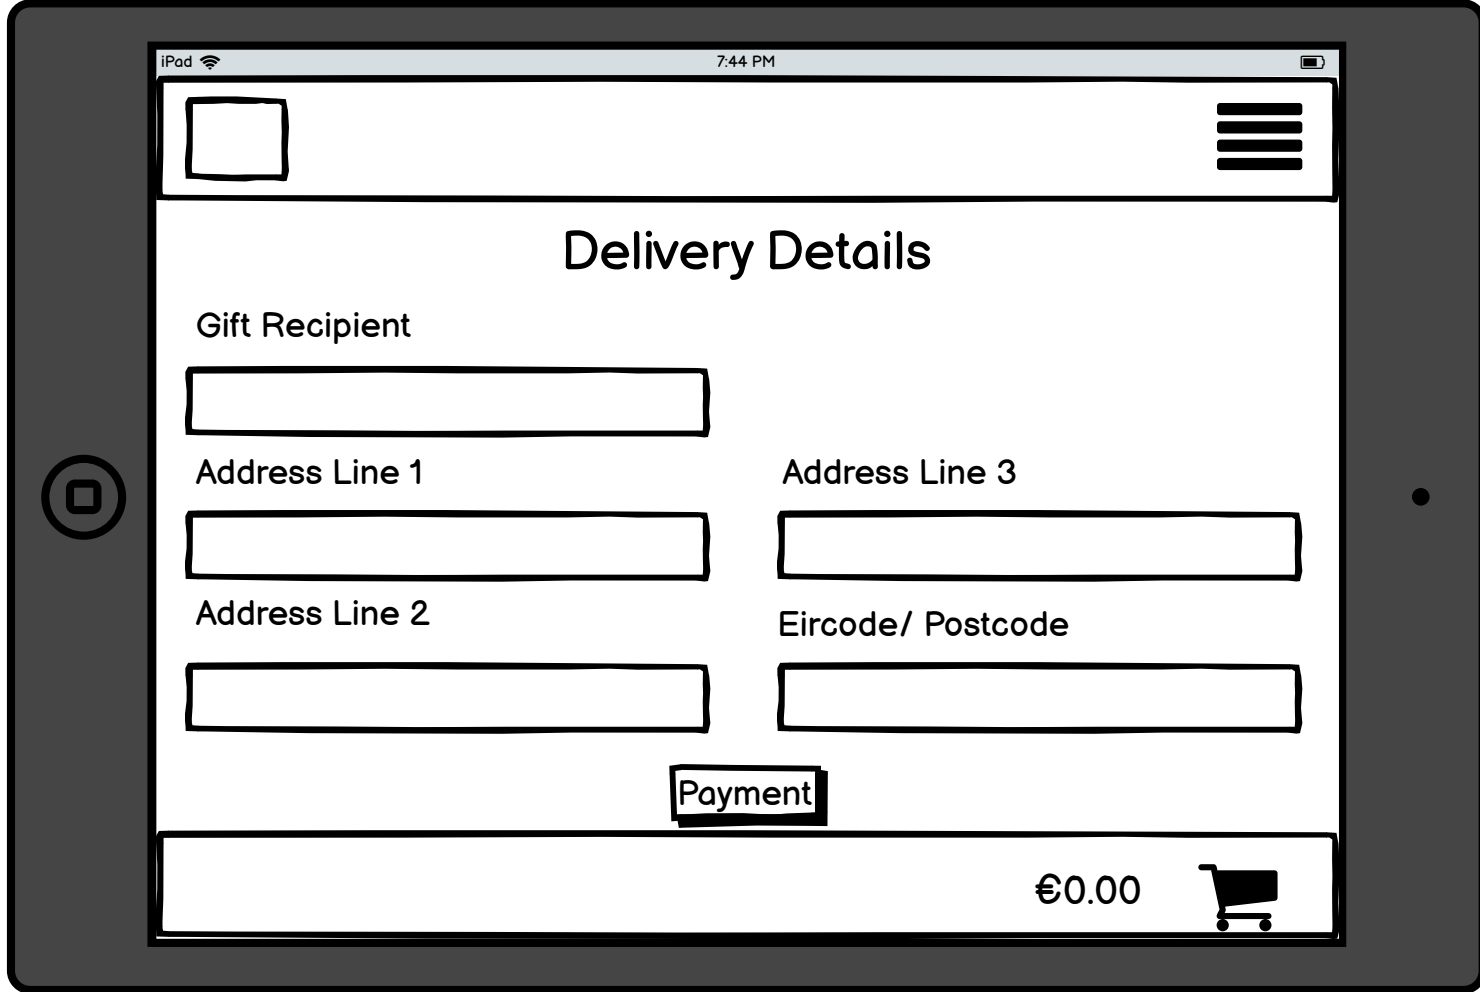 iPad
7:44 PM
Delivery Details
Gift Recipient
Address Line 1
Address Line 3
Address Line 2
Eircode/ Postcode
Payment
€0.00